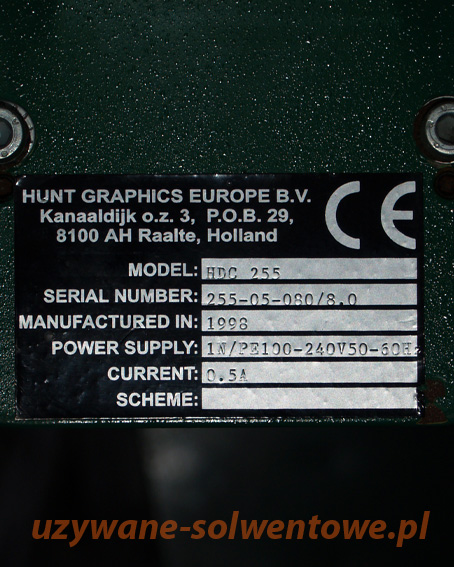 HUNT GRAPHICS EUROPE B.V.
Kanaaldijk o.z. 3, P.O.B. 29,
8100 AH Raalte, Holland
CE
MODEL: HDC 255
SERIAL NUMBER: 255-05-080/8.0
MANUFACTURED IN: 1998
POWER SUPPLY: 1N/PE100-240V50-60Hz
CURRENT: 0.5A
SCHEME:
uzywane-solwentowe.pl